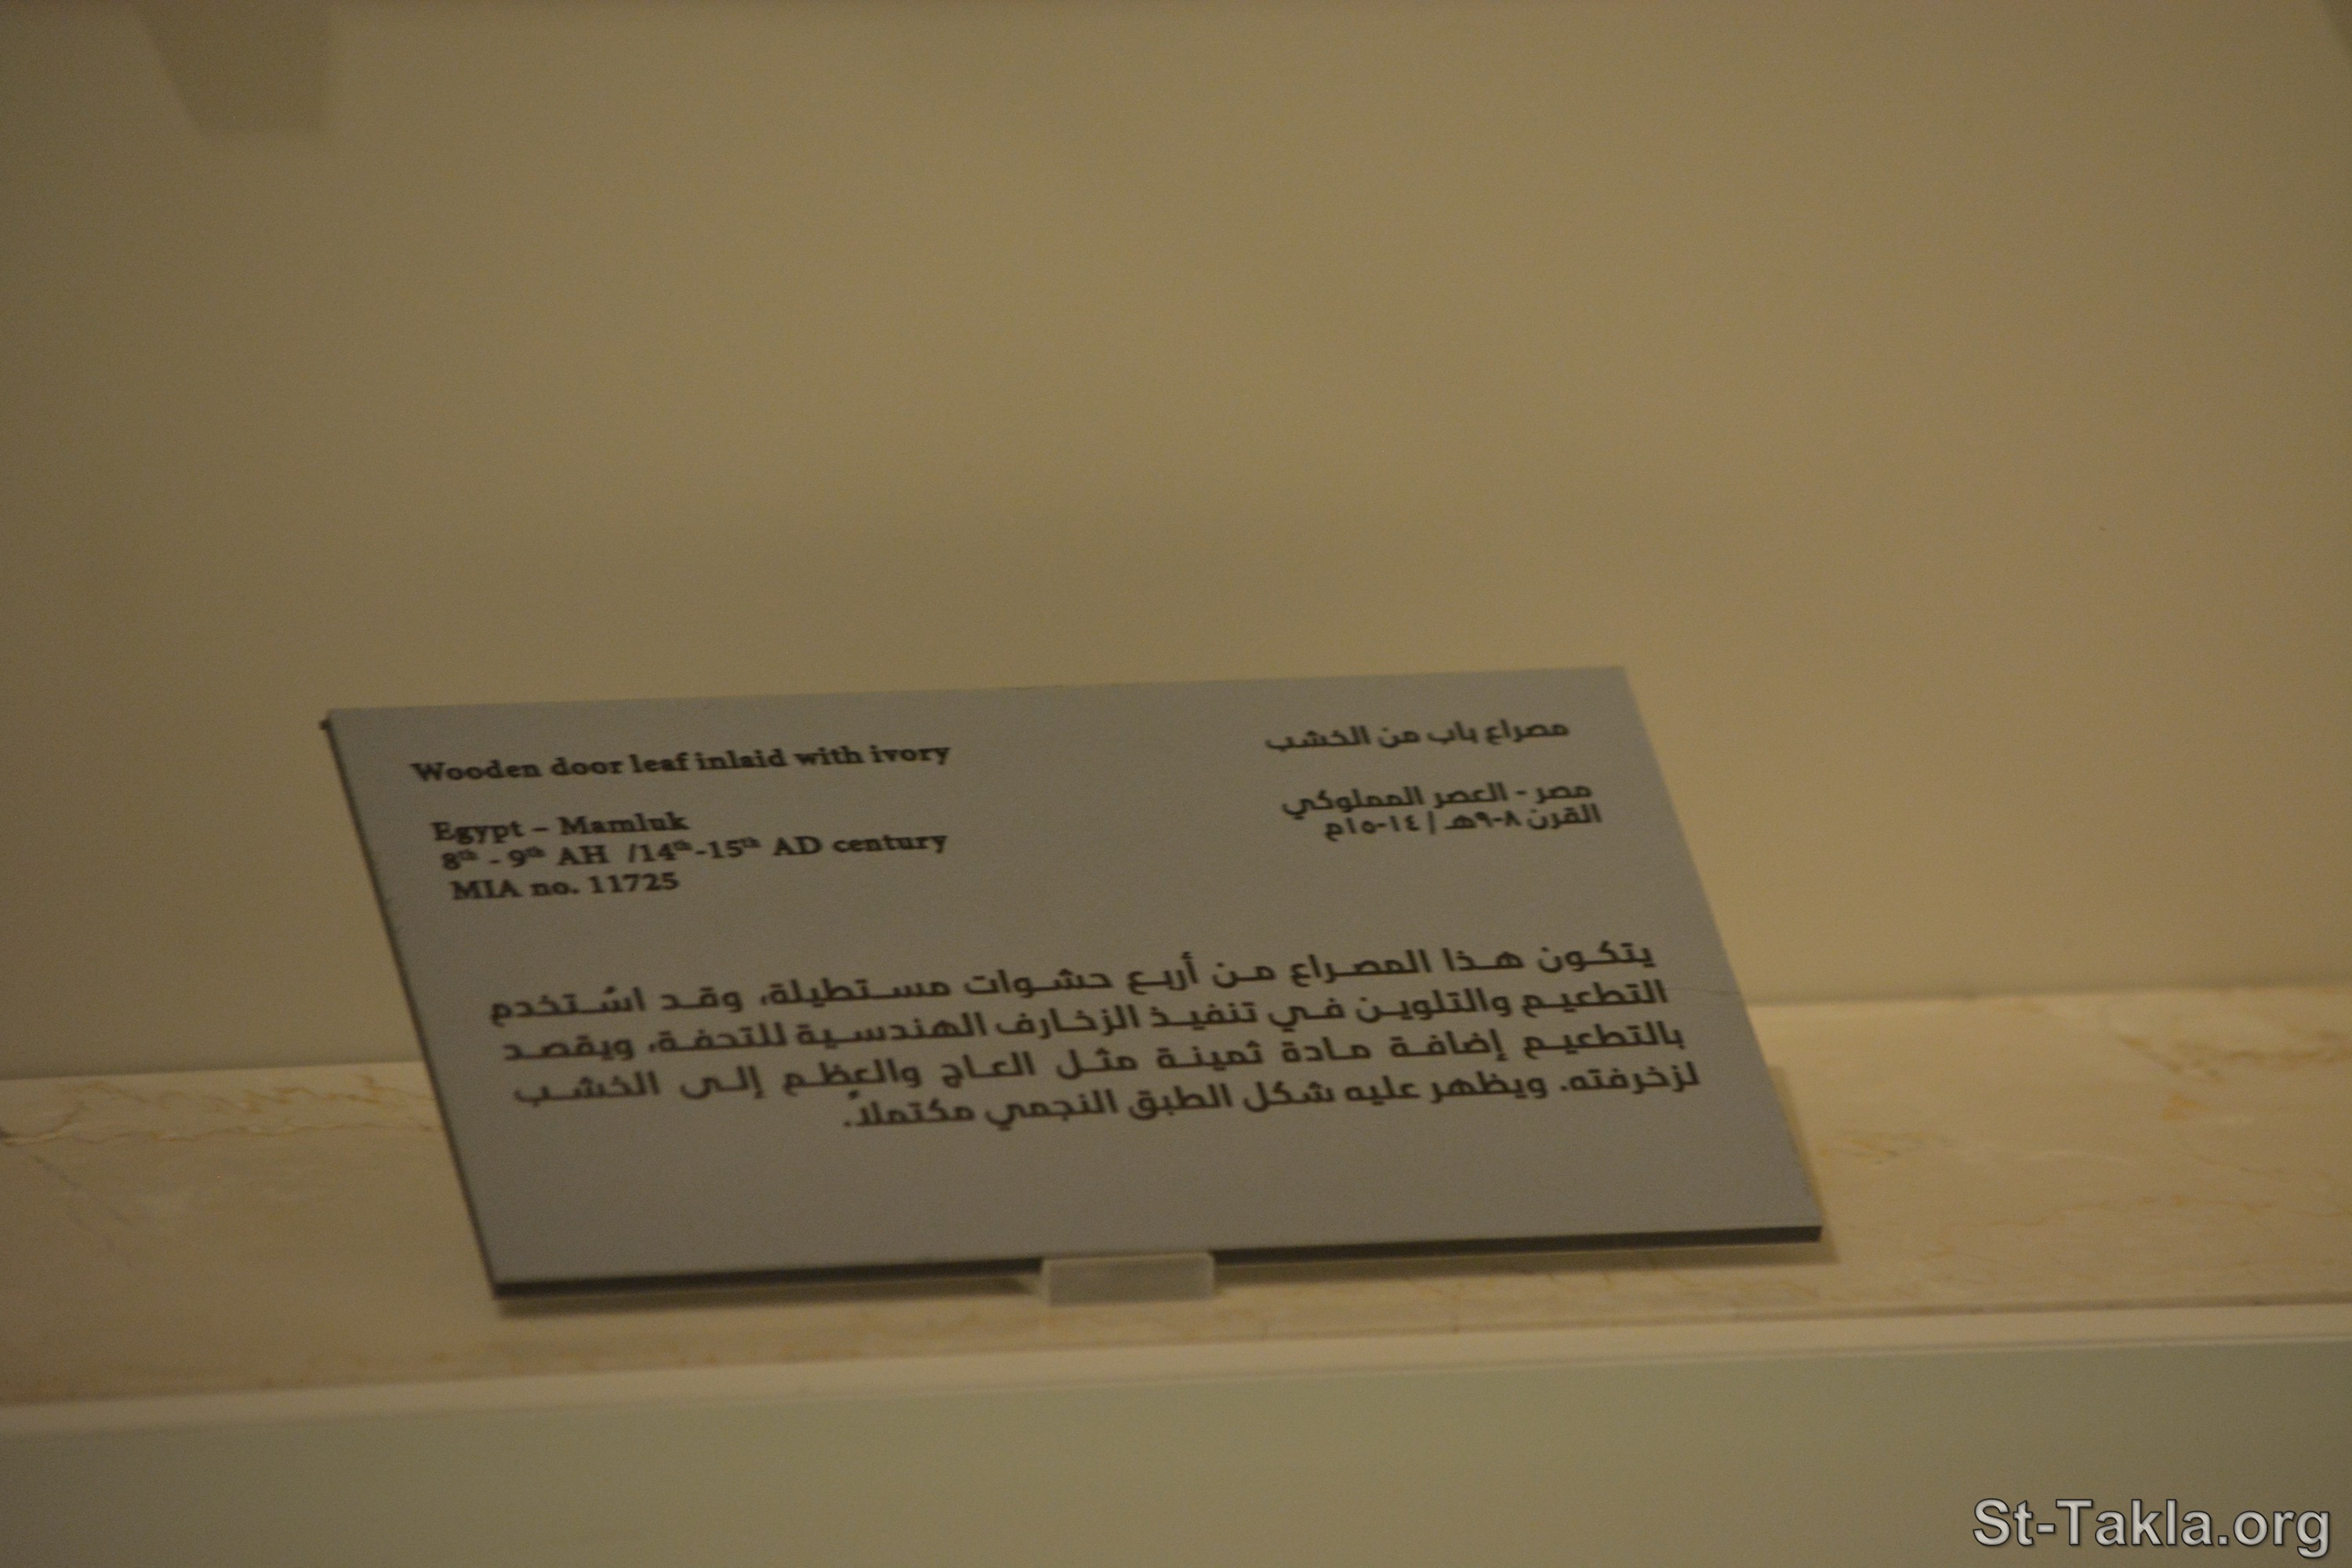 Wooden door leaf inlaid with ivory
Egypt – Mamluk
8th - 9th AH /14th-15th AD century
MIA no. 11725
مصراع باب من الخشب
مصر - العصر المملوكي
القرن ٨-٩هـ | ١٤-١٥م
يتكون هذا المصراع من أربع حشوات مستطيلة، وقد اسُتخدم
التطعيم والتلوين في تنفيذ الزخارف الهندسية للتحفة، ويقصد
بالتطعيم إضافة مادة ثمينة مثل العاج والعظم إلى الخشب
لزخرفته. ويظهر عليه شكل الطبق النجمي مكتملاً.
St-Takla.org